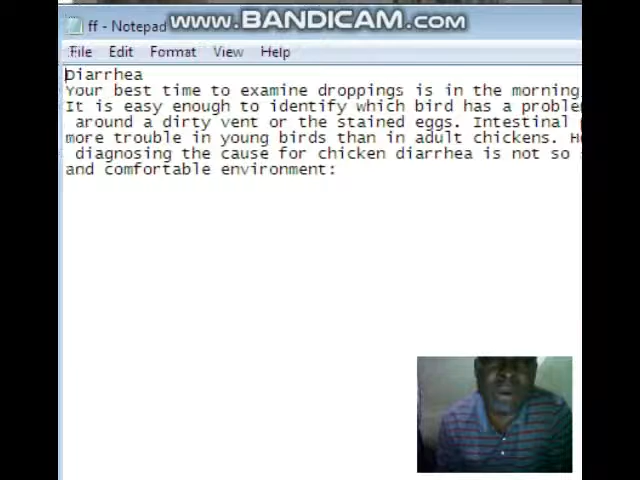 www.BANDICAM.com
ff - Notepad
File Edit Format View Help
Diarrhea
Your best time to examine droppings is in the morning
It is easy enough to identify which bird has a
around a dirty vent or the stained eggs. Intestinal
more trouble in young birds than in adult chickens.
diagnosing the cause for chicken diarrhea is not so
and comfortable environment: